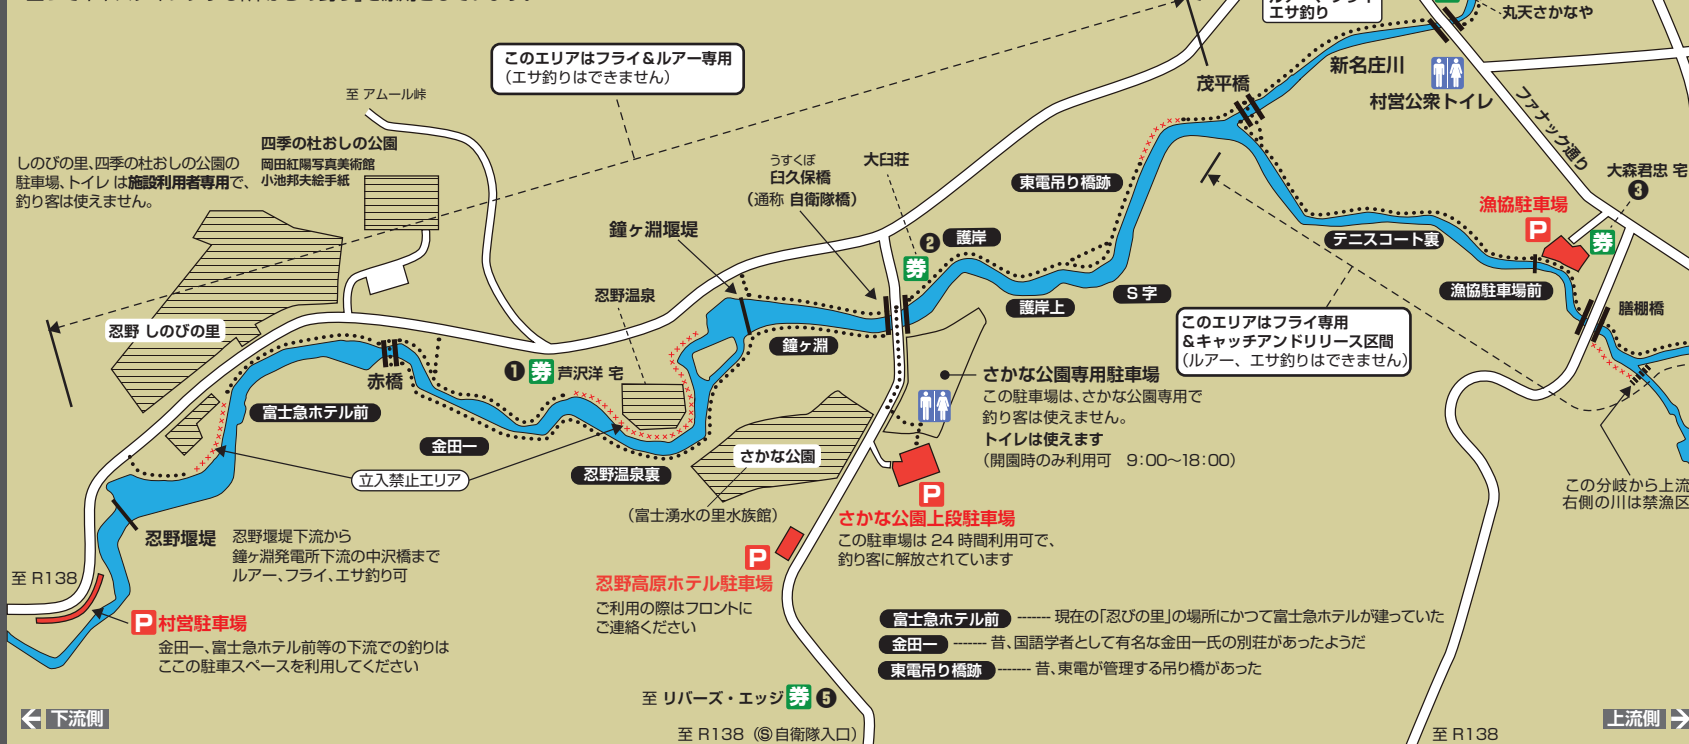 エサ釣り
丸天さかなや
このエリアはフライ&ルアー専用
(エサ釣りはできません)
新名庄川
村営公衆トイレ
茂平橋
ファナック通り
至 アムール峠
四季の杜おしの公園
岡田紅陽写真美術館
小池邦夫絵手紙
しのびの里、四季の杜おしの公園の
駐車場、トイレ は施設利用者専用で、
釣り客は使えません。
うすくぼ
臼久保橋
(通称 自衛隊橋)
大臼荘
東電吊り橋跡
大森君忠 宅
❸
漁協駐車場
P
券
鐘ヶ淵堰堤
❷
護岸
券
テニスコート裏
忍野温泉
護岸上
S 字
漁協駐車場前
膳棚橋
忍野 しのびの里
鐘ヶ淵
このエリアはフライ専用
&キャッチアンドリリース区間
(ルアー、エサ釣りはできません)
赤橋
❶ 券 芦沢洋 宅
さかな公園専用駐車場
この駐車場は、さかな公園専用で
釣り客は使えません。
トイレは使えます
(開園時のみ利用可 9:00〜18:00)
富士急ホテル前
金田一
さかな公園
立入禁止エリア
忍野温泉裏
この分岐から上流
右側の川は禁漁区
(富士湧水の里水族館)
P
さかな公園上段駐車場
この駐車場は 24 時間利用可で、
釣り客に解放されています
忍野堰堤
忍野堰堤下流から
鐘ヶ淵発電所下流の中沢橋まで
ルアー、フライ、エサ釣り可
P
忍野高原ホテル駐車場
ご利用の際はフロントに
ご連絡ください
至 R138
P 村営駐車場
金田一、富士急ホテル前等の下流での釣りは
ここの駐車スペースを利用してください
富士急ホテル前 ------- 現在の「忍びの里」の場所にかつて富士急ホテルが建っていた
金田一 ------- 昔、国語学者として有名な金田一氏の別荘があったようだ
東電吊り橋跡 ------- 昔、東電が管理する吊り橋があった
至 リバーズ・エッジ 券 ❺
← 下流側
至 R138 (Ⓢ自衛隊入口)
至 R138
上流側 →